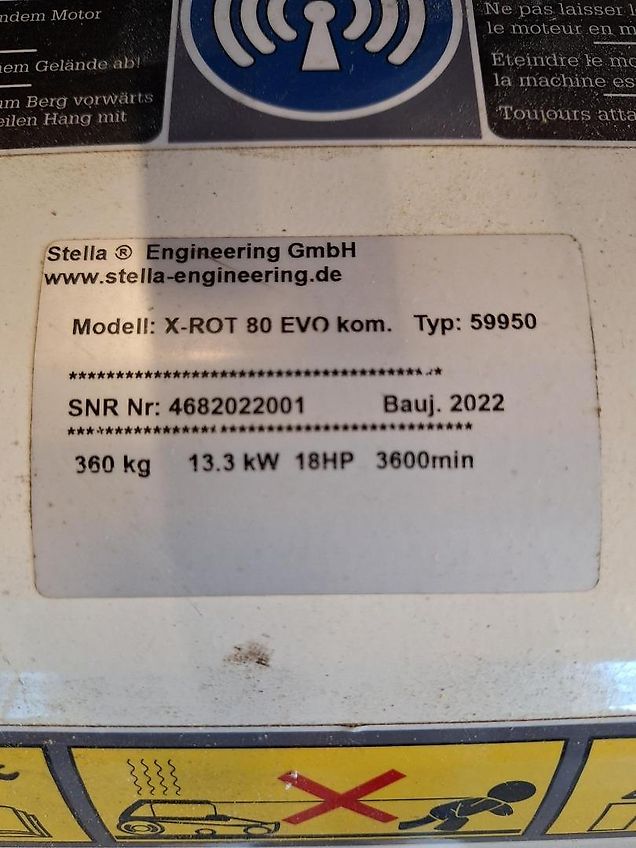 ndem Motor
nem Gelände ab!
um Berg vorwärts
eilen Hang mit
Ne pas laisser l
le moteur en m
Eteindre le mo
la machine es
Toujours atta
Stella ® Engineering GmbH
www.stella-engineering.de
Modell: X-ROT 80 EVO kom. Typ: 59950
****************************************
SNR Nr: 4682022001 Bauj. 2022
********************************************
360 kg 13.3 kW 18HP 3600min